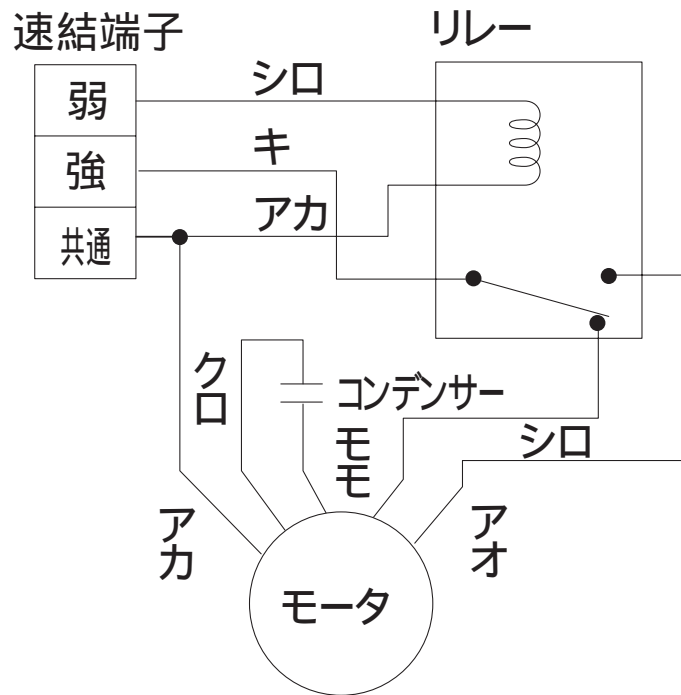 速結端子
リレー
弱
シロ
強
キ
共通
アカ
クロ
コンデンサー
モモ
シロ
アカ
アオ
モータ